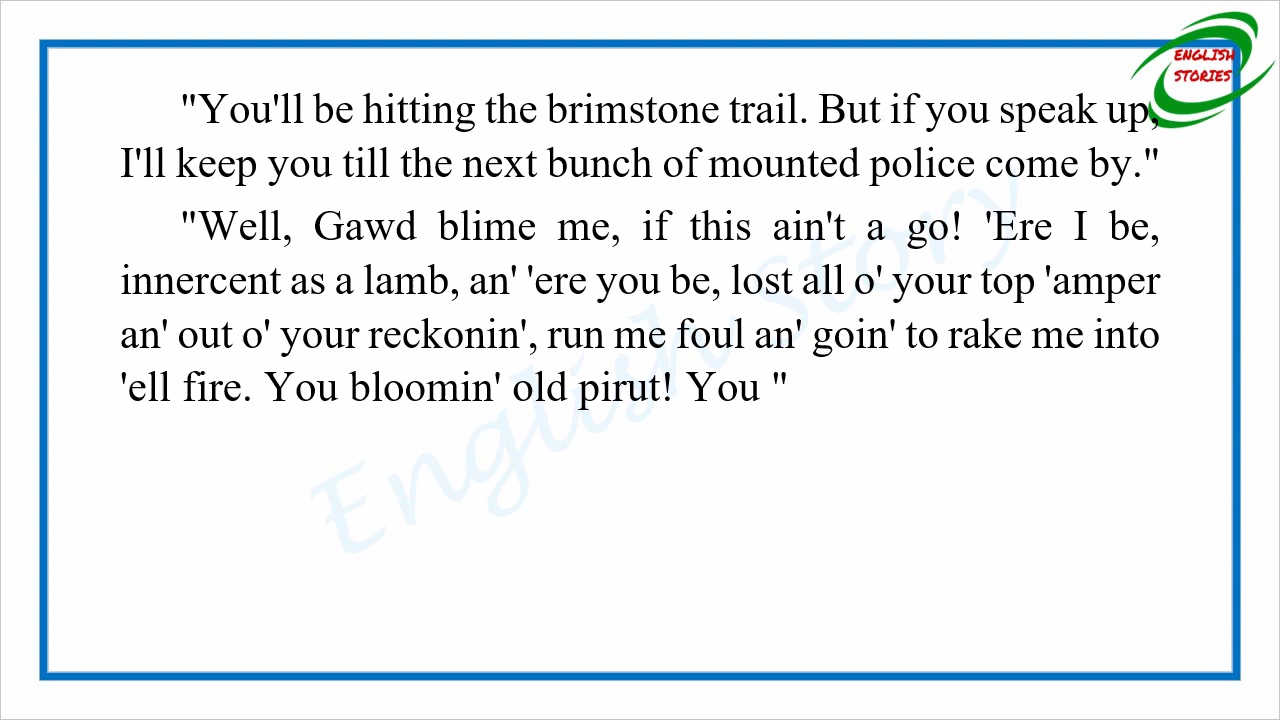 ENGLISH
STORIES
"You'll be hitting the brimstone trail. But if you speak up,
I'll keep you till the next bunch of mounted police come by."
"Well, Gawd blime me, if this ain't a go! 'Ere I be,
innercent as a lamb, an' 'ere you be, lost all o' your top 'amper
an' out o' your reckonin', run me foul an' goin' to rake me into
'ell fire. You bloomin' old pirut! You "
English Story